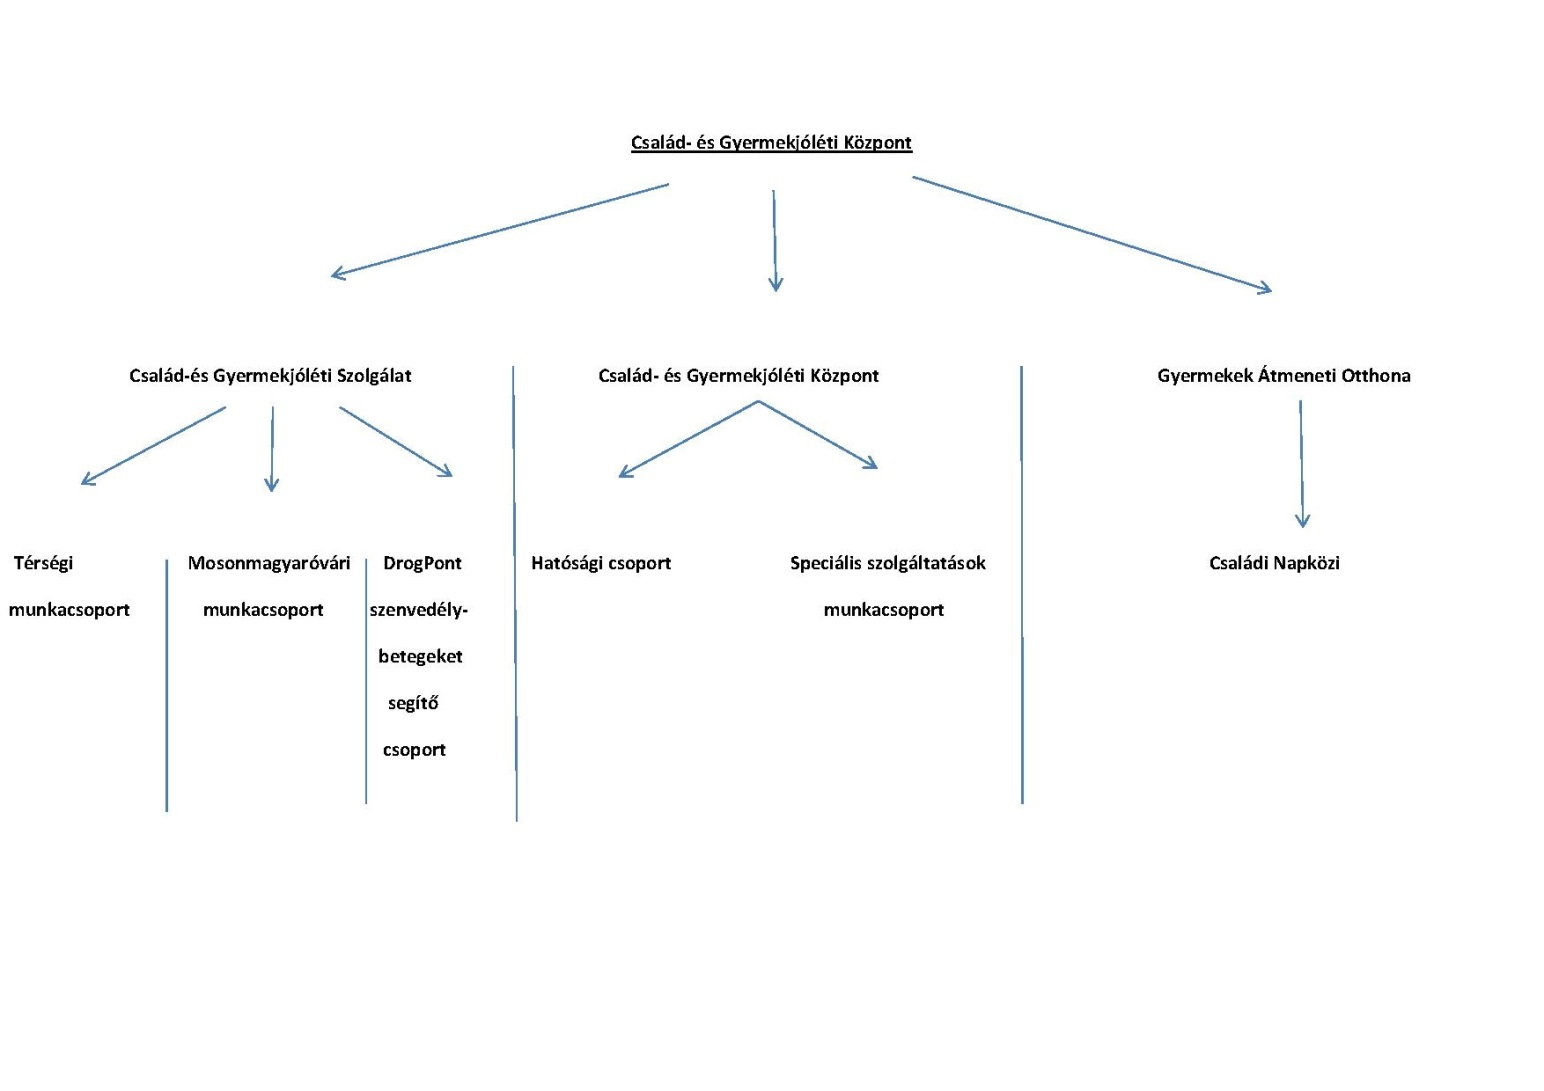 Család- és Gyermekjóléti Központ
Család-és Gyermekjóléti Szolgálat
Család- és Gyermekjóléti Központ
Gyermekek Átmeneti Otthona
Térségi
munkacsoport
Mosonmagyaróvári
munkacsoport
DrogPont
szenvedély-
betegeket
segítő
csoport
Hatósági csoport
Speciális szolgáltatások
munkacsoport
Családi Napközi